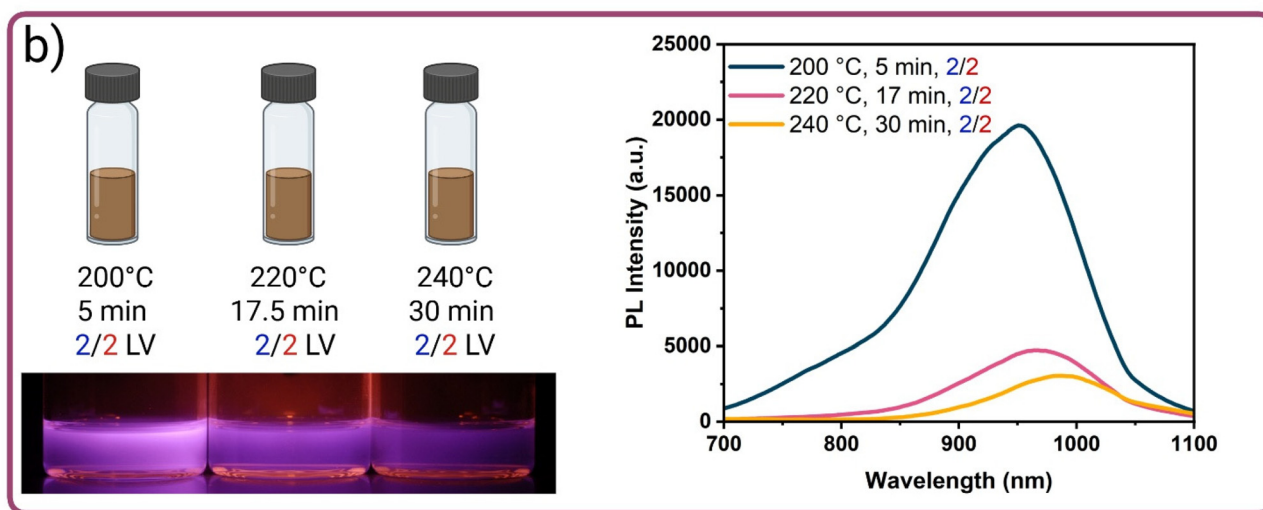 b)
200°C
5 min
2/2 LV
220°C
17.5 min
2/2 LV
240°C
30 min
2/2 LV
25000
20000
15000
10000
5000
0
PL Intensity (a.u.)
200 °C, 5 min, 2/2
220 °C, 17 min, 2/2
240 °C, 30 min, 2/2
700
800
900
1000
1100
Wavelength (nm)